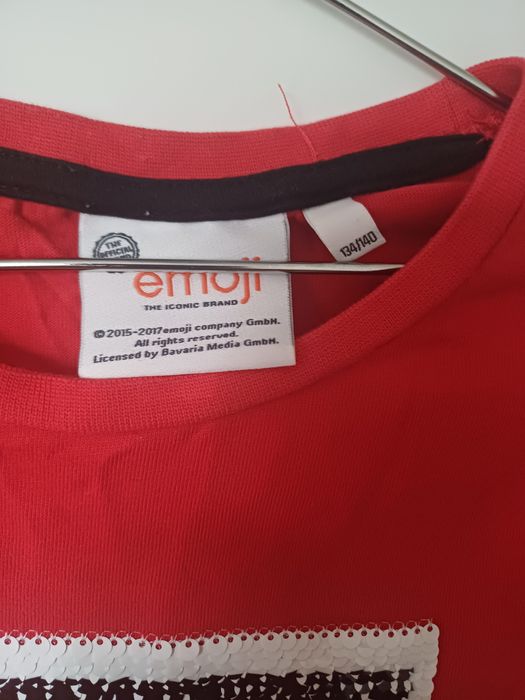 THE
OFFICIAL
emoji
THE ICONIC BRAND
©2015-2017emoji company GmbH.
All rights reserved.
Licensed by Bavaria Media GmbH.
134/140